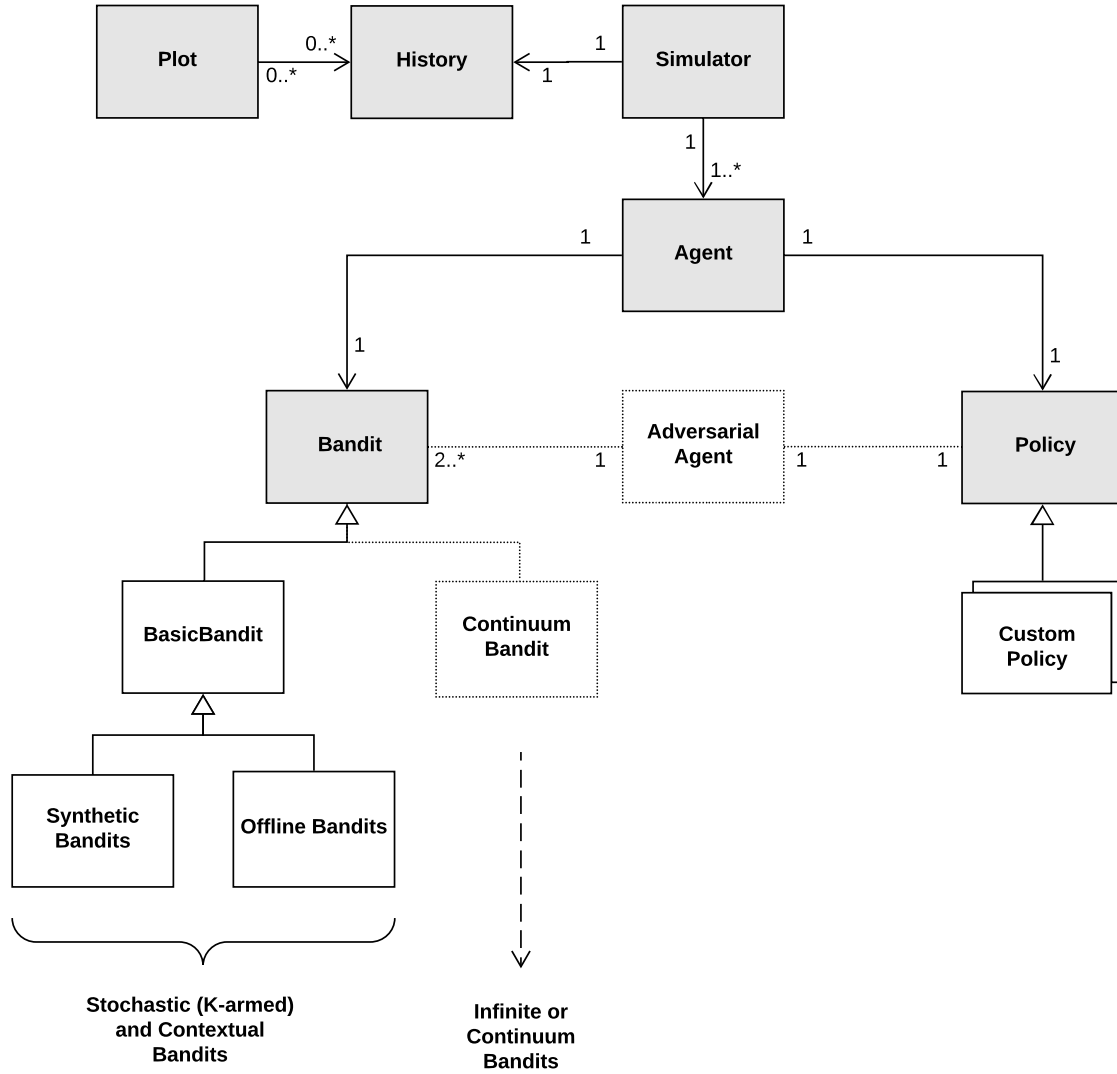 Plot
0..*
0..*
History
1
1
Simulator
1
1..*
1
Agent
1
1
1
Bandit
2..*
1
Adversarial
Agent
1
1
Policy
BasicBandit
Continuum
Bandit
Custom
Policy
Synthetic
Bandits
Offline Bandits
Stochastic (K-armed)
and Contextual
Bandits
Infinite or
Continuum
Bandits